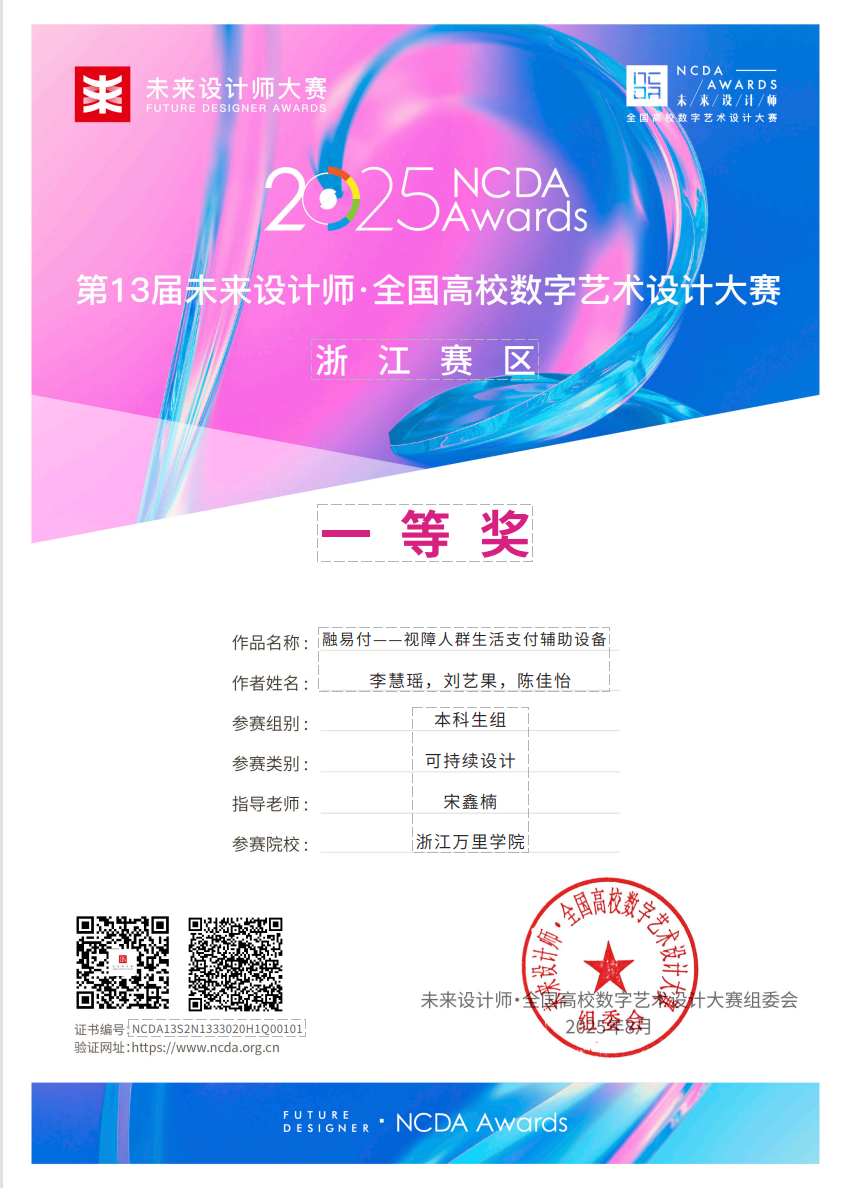 未来设计师大赛
FUTURE DESIGNER AWARDS
NCDA
AWARDS
未/来/设/计/师
全国高校数字艺术设计大赛
2025 NCDA
Awards
第13届未来设计师·全国高校数字艺术设计大赛
浙江赛区
一等奖
作品名称: 融易付——视障人群生活支付辅助设备
作者姓名: 李慧瑶，刘艺果，陈佳怡
参赛组别: 本科生组
参赛类别: 可持续设计
指导老师: 宋鑫楠
参赛院校: 浙江万里学院
未来设计师·全国高校数字艺术设计大赛
组委会
未来设计师·全国高校数字艺术设计大赛组委会
2025年8月
证书编号:NCDA13S2N1333020H1Q00101
验证网址:https://www.ncda.org.cn
FUTURE
DESIGNER · NCDA Awards